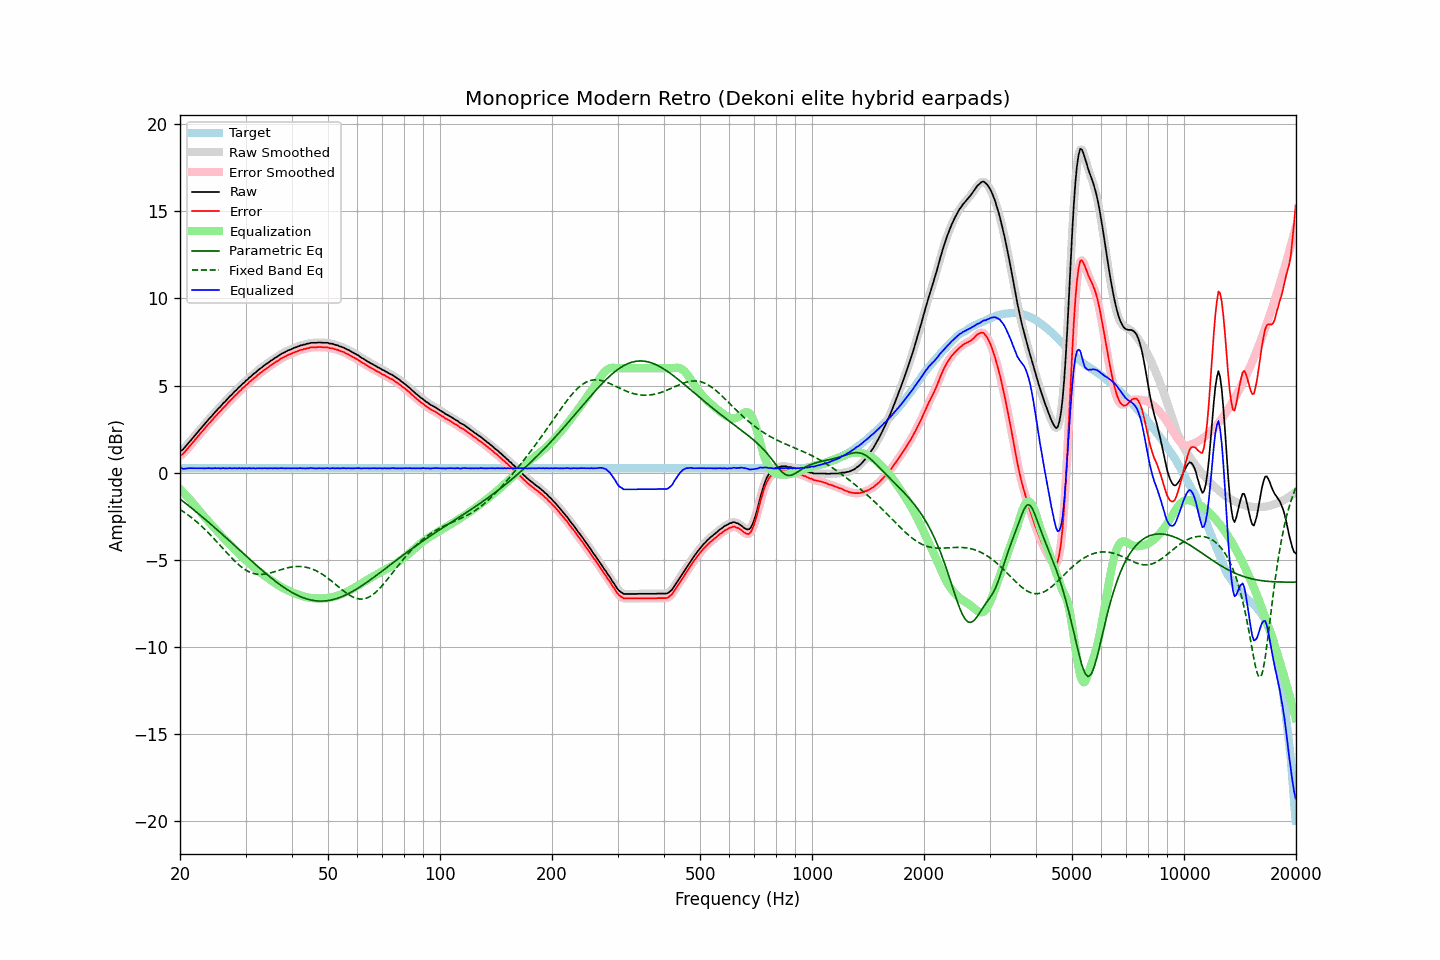 Monoprice Modern Retro (Dekoni elite hybrid earpads)
Target
Raw Smoothed
Error Smoothed
Raw
Error
Equalization
Parametric Eq
Fixed Band Eq
Equalized
Amplitude (dBr)
20
15
10
5
0
−5
−10
−15
−20
20 50 100 200 500 1000 2000 5000 10000 20000
Frequency (Hz)